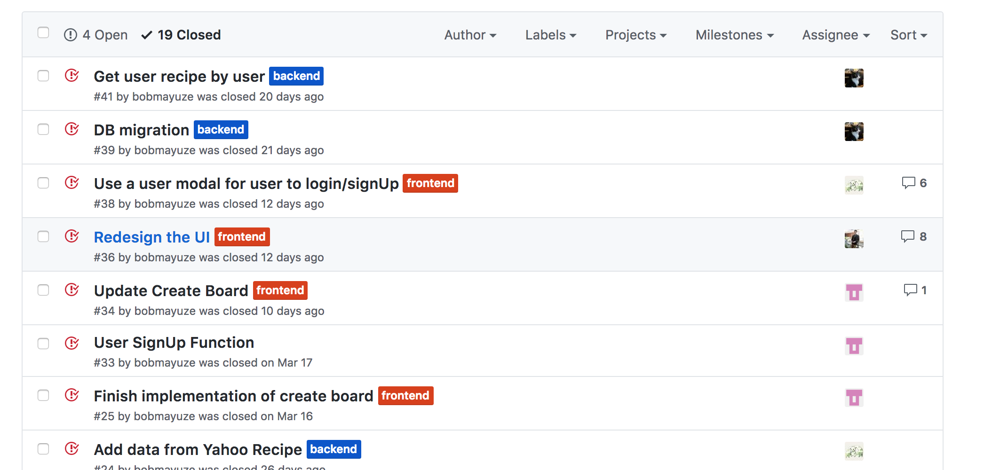 4 Open 19 Closed Author Labels Projects Milestones Assignee Sort
Get user recipe by user backend
#41 by bobmayuze was closed 20 days ago
DB migration backend
#39 by bobmayuze was closed 21 days ago
Use a user modal for user to login/signUp frontend 6
#38 by bobmayuze was closed 12 days ago
Redesign the UI frontend 8
#36 by bobmayuze was closed 12 days ago
Update Create Board frontend 1
#34 by bobmayuze was closed 10 days ago
User SignUp Function
#33 by bobmayuze was closed on Mar 17
Finish implementation of create board frontend
#25 by bobmayuze was closed on Mar 16
Add data from Yahoo Recipe backend
#24 by bobmayuze was closed 26 days ago